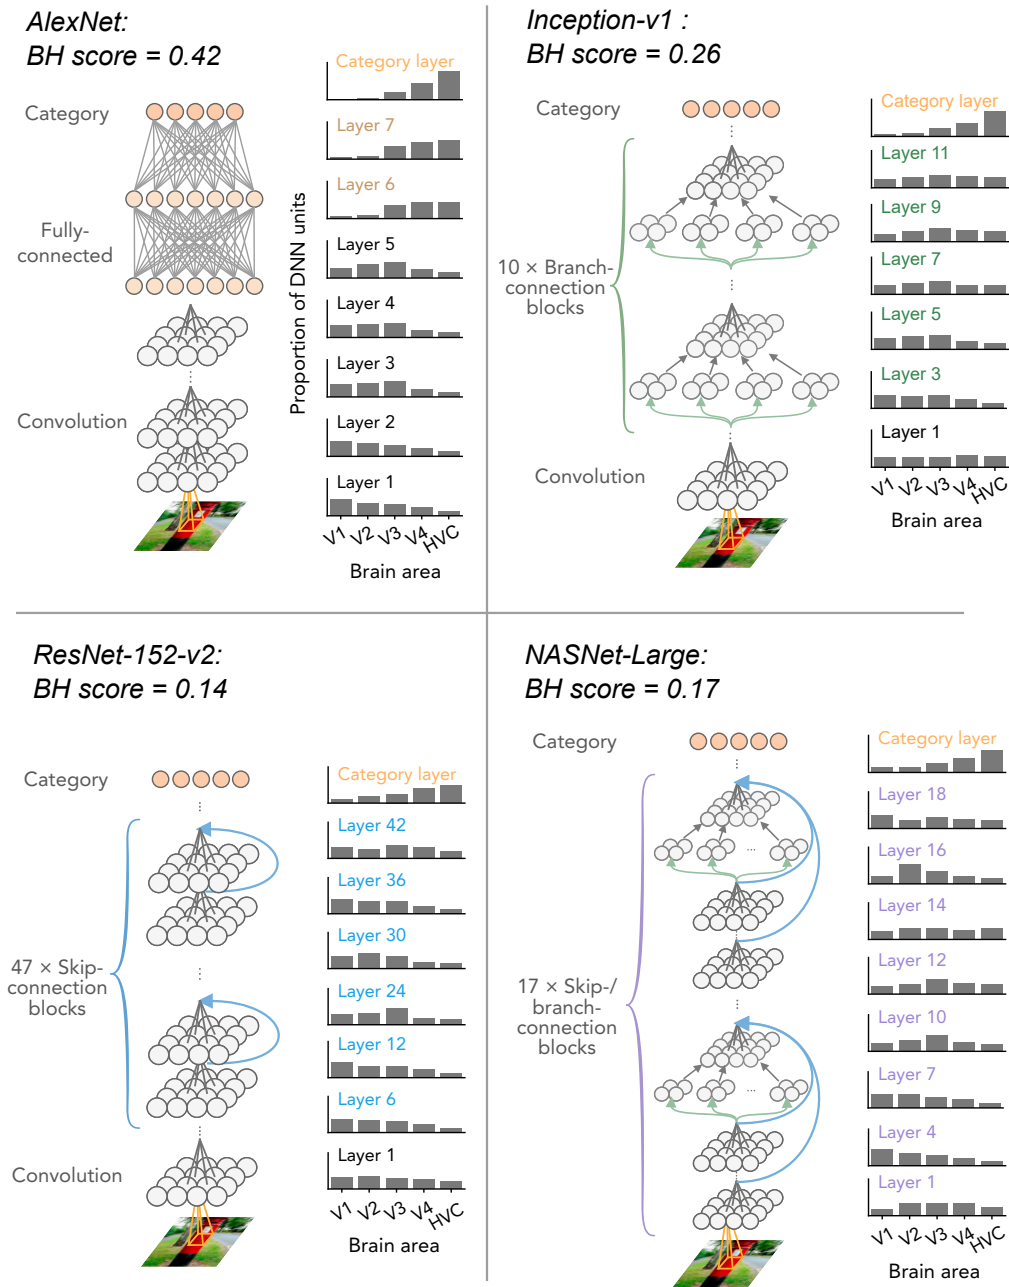 AlexNet:
BH score = 0.42
Category
Fully-
connected
Convolution
Proportion of DNN units
Category layer
Layer 7
Layer 6
Layer 5
Layer 4
Layer 3
Layer 2
Layer 1
V1 V2 V3 V4 HVC
Brain area
Inception-v1 :
BH score = 0.26
Category
10 × Branch-
connection
blocks
Convolution
Category layer
Layer 11
Layer 9
Layer 7
Layer 5
Layer 3
Layer 1
V1 V2 V3 V4 HVC
Brain area
ResNet-152-v2:
BH score = 0.14
Category
47 × Skip-
connection
blocks
Convolution
Category layer
Layer 42
Layer 36
Layer 30
Layer 24
Layer 12
Layer 6
Layer 1
V1 V2 V3 V4 HVC
Brain area
NASNet-Large:
BH score = 0.17
Category
17 × Skip-/
branch-
connection
blocks
Category layer
Layer 18
Layer 16
Layer 14
Layer 12
Layer 10
Layer 7
Layer 4
Layer 1
V1 V2 V3 V4 HVC
Brain area